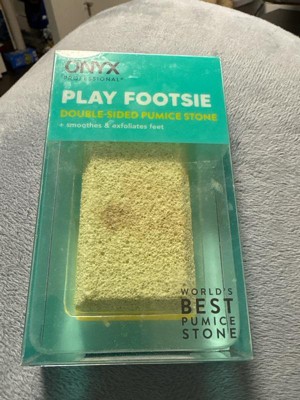 ONYX
PROFESSIONAL®
PLAY FOOTSIE
DOUBLE-SIDED PUMICE STONE
+ smoothes & exfoliates feet
WORLD'S
BEST
PUMICE
STONE